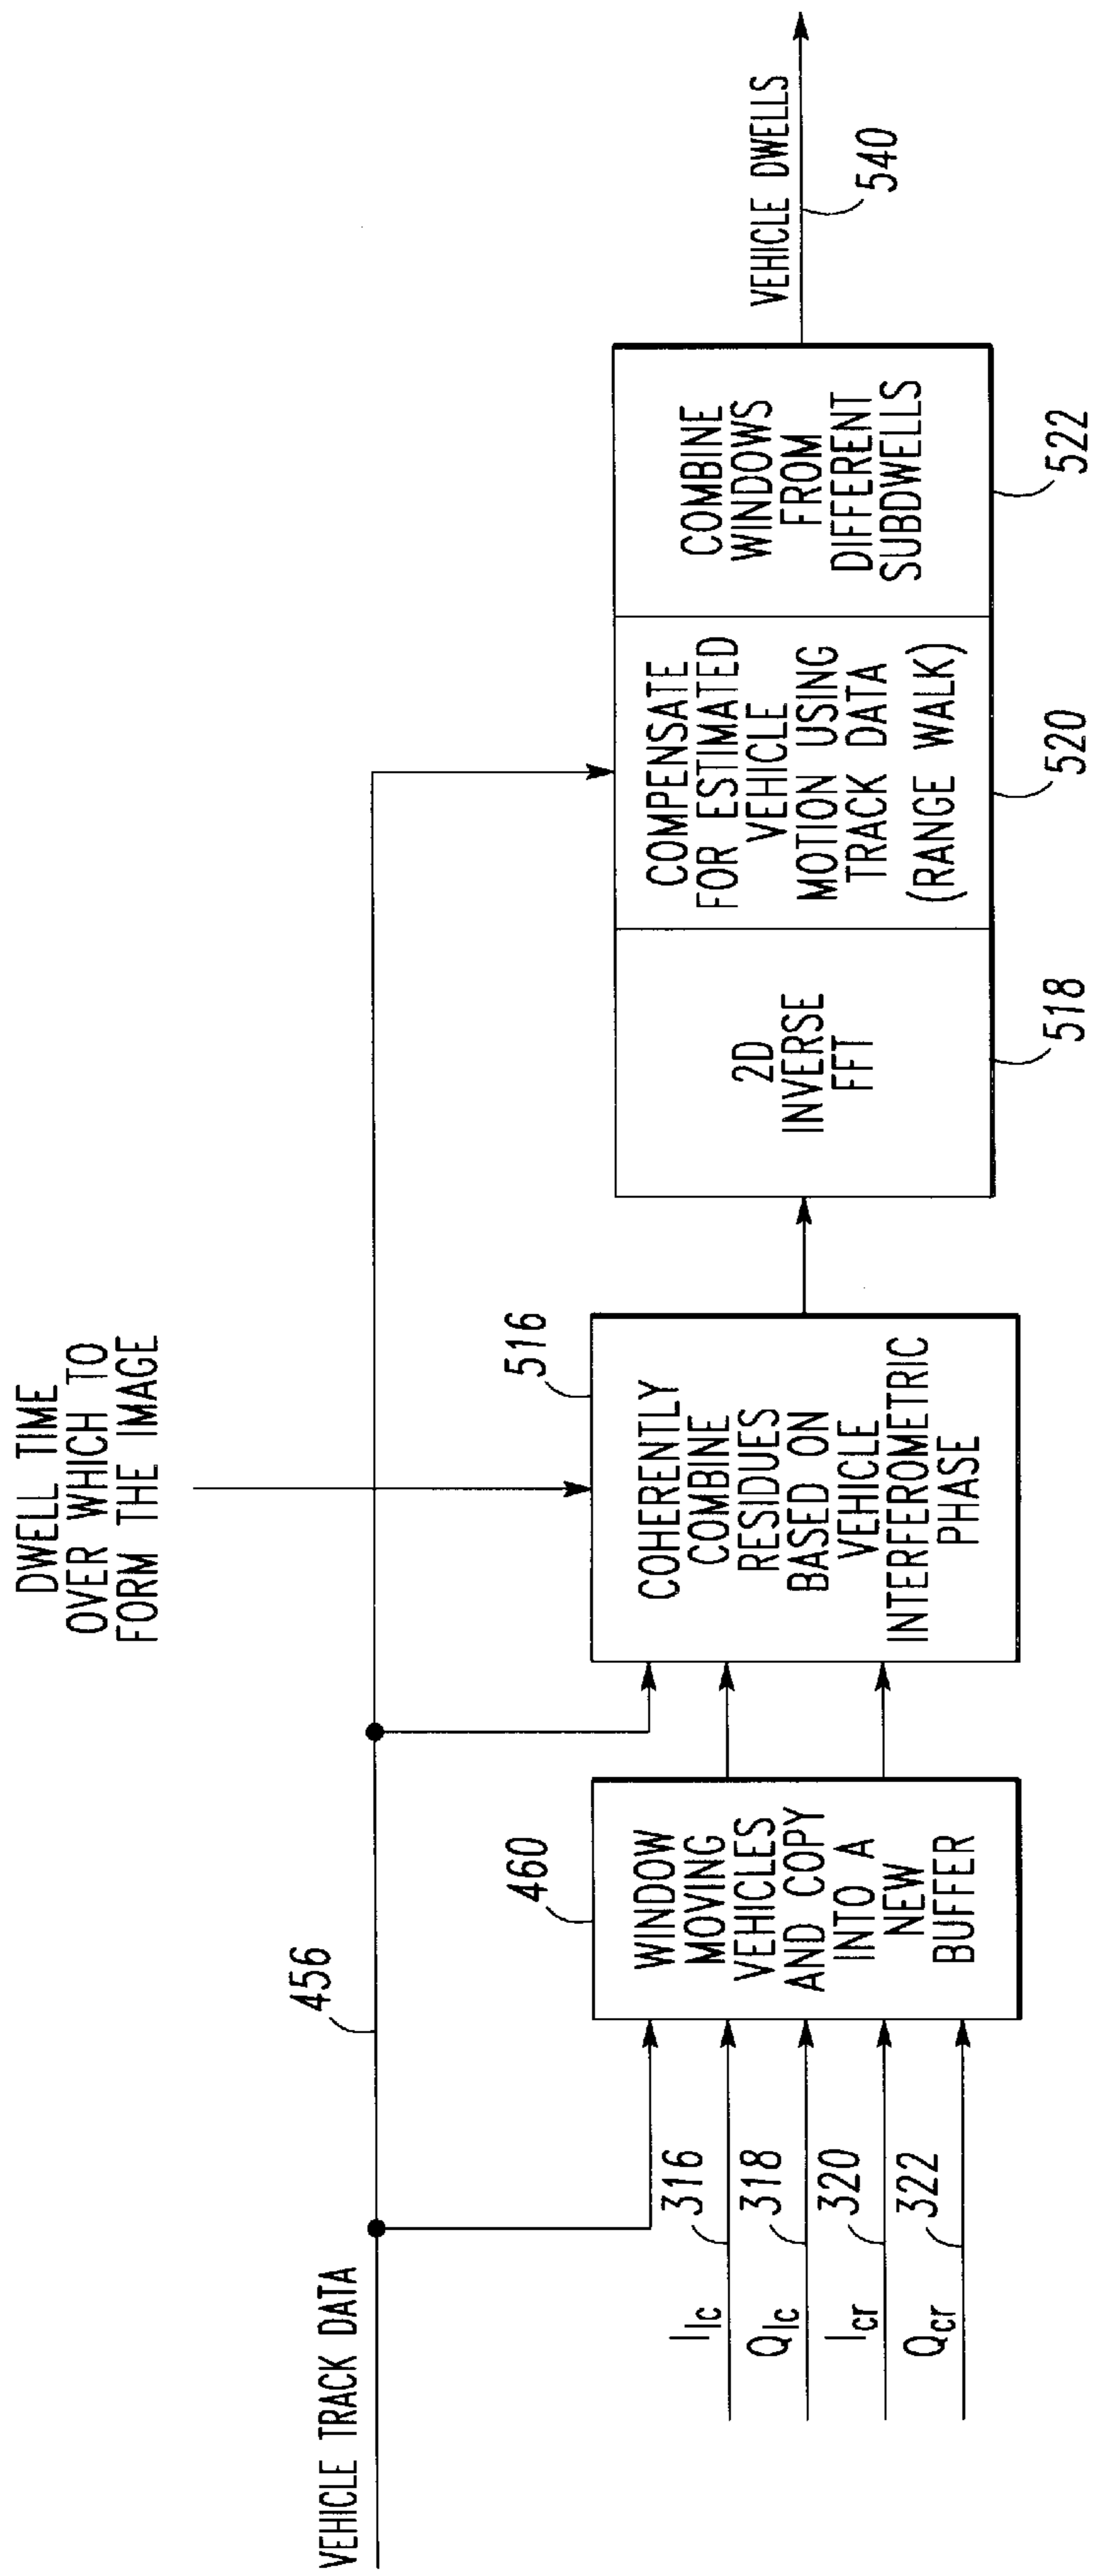 DWELL TIME
OVER WHICH TO
FORM THE IMAGE
VEHICLE TRACK DATA
456
I_lc
316
Q_lc
318
I_cr
320
Q_cr
322
460
WINDOW
MOVING
VEHICLES
AND COPY
INTO A
NEW
BUFFER
516
COHERENTLY
COMBINE
RESIDUES
BASED ON
VEHICLE
INTERFEROMETRIC
PHASE
2D
INVERSE
FFT
518
COMPENSATE
FOR ESTIMATED
VEHICLE
MOTION USING
TRACK DATA
(RANGE WALK)
520
COMBINE
WINDOWS
FROM
DIFFERENT
SUBDWELLS
522
VEHICLE DWELLS
540